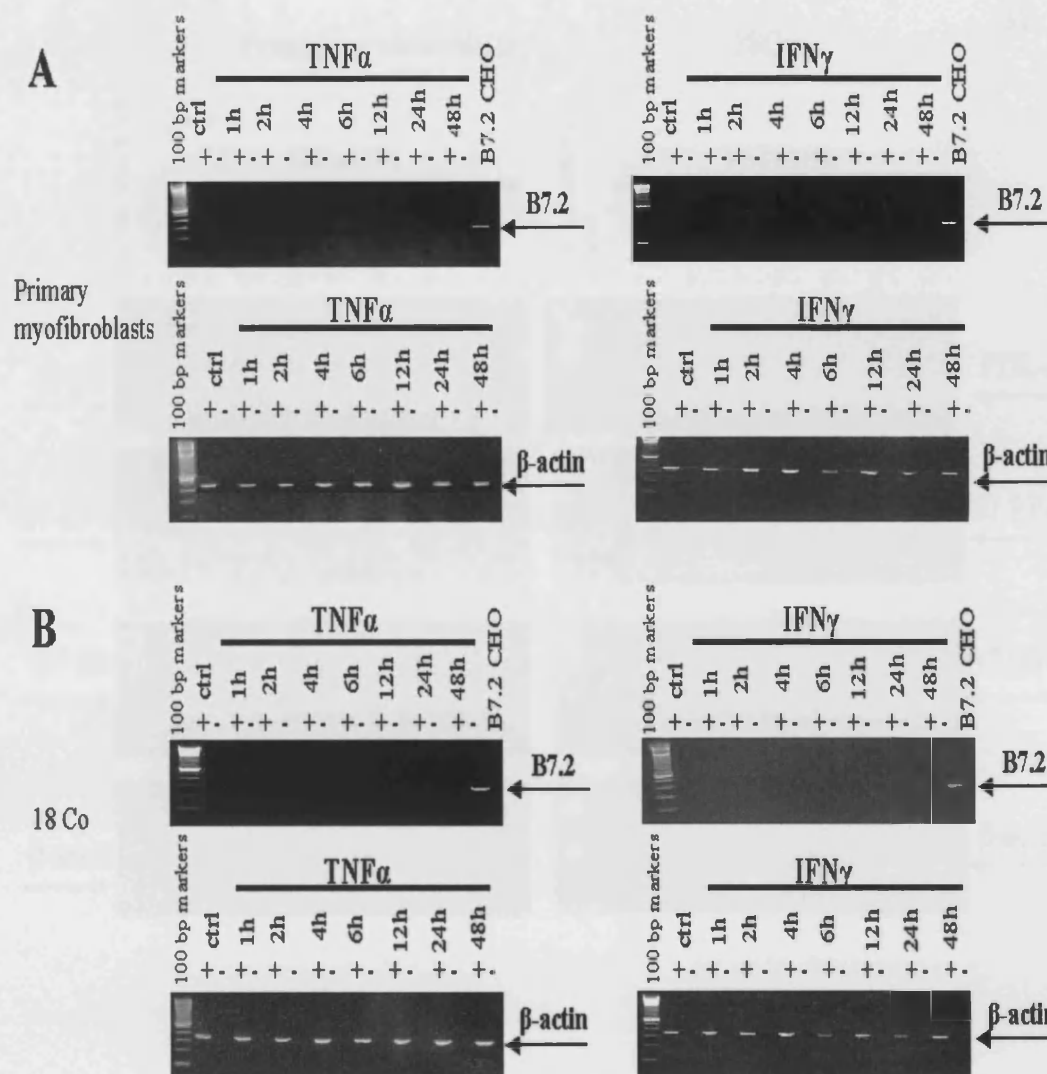 A
TNFα
100 bp markers
ctrl
1h
2h
4h
6h
12h
24h
48h
B7.2 CHO
+ - + - + - + - + - + - + - + -
B7.2
IFNγ
100 bp markers
ctrl
1h
2h
4h
6h
12h
24h
48h
B7.2 CHO
+ - + - + - + - + - + - + - + -
B7.2
Primary
myofibroblasts
TNFα
100 bp markers
ctrl
1h
2h
4h
6h
12h
24h
48h
+ - + - + - + - + - + - + - + -
β-actin
IFNγ
100 bp markers
ctrl
1h
2h
4h
6h
12h
24h
48h
+ - + - + - + - + - + - + - + -
β-actin
B
TNFα
100 bp markers
ctrl
1h
2h
4h
6h
12h
24h
48h
B7.2 CHO
+ - + - + - + - + - + - + - + -
B7.2
IFNγ
100 bp markers
ctrl
1h
2h
4h
6h
12h
24h
48h
B7.2 CHO
+ - + - + - + - + - + - + - + -
B7.2
18 Co
TNFα
100 bp markers
ctrl
1h
2h
4h
6h
12h
24h
48h
+ - + - + - + - + - + - + - + -
β-actin
IFNγ
100 bp markers
ctrl
1h
2h
4h
6h
12h
24h
48h
+ - + - + - + - + - + - + - + -
β-actin